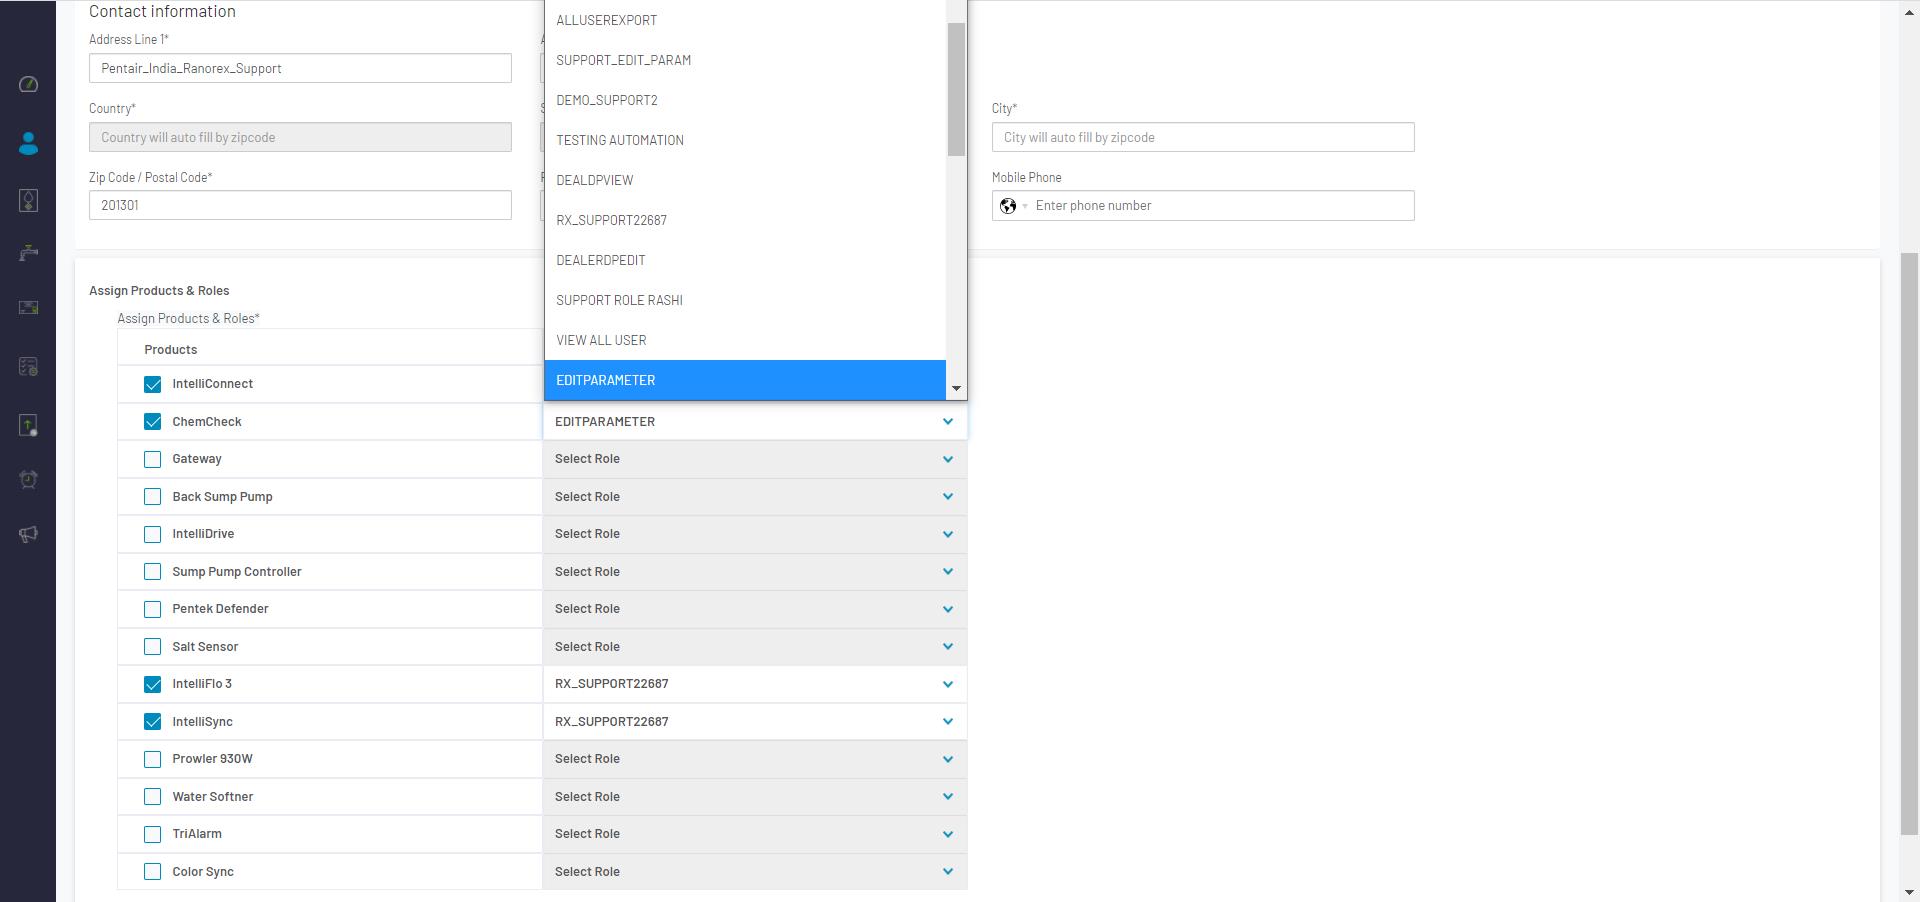 Contact information
Address Line 1*
Pentair_India_Ranorex_Support
Country*
Country will auto fill by zipcode
City*
City will auto fill by zipcode
Zip Code / Postal Code*
201301
Mobile Phone
Enter phone number
ALLUSEREXPORT
SUPPORT_EDIT_PARAM
DEMO_SUPPORT2
TESTING AUTOMATION
DEALDPVIEW
RX_SUPPORT22687
DEALERDPEDIT
SUPPORT ROLE RASHI
VIEW ALL USER
EDITPARAMETER
Assign Products & Roles
Assign Products & Roles*
Products
IntelliConnect
ChemCheck
EDITPARAMETER
Gateway
Select Role
Back Sump Pump
Select Role
IntelliDrive
Select Role
Sump Pump Controller
Select Role
Pentek Defender
Select Role
Salt Sensor
Select Role
IntelliFlo 3
RX_SUPPORT22687
IntelliSync
RX_SUPPORT22687
Prowler 930W
Select Role
Water Softner
Select Role
TriAlarm
Select Role
Color Sync
Select Role